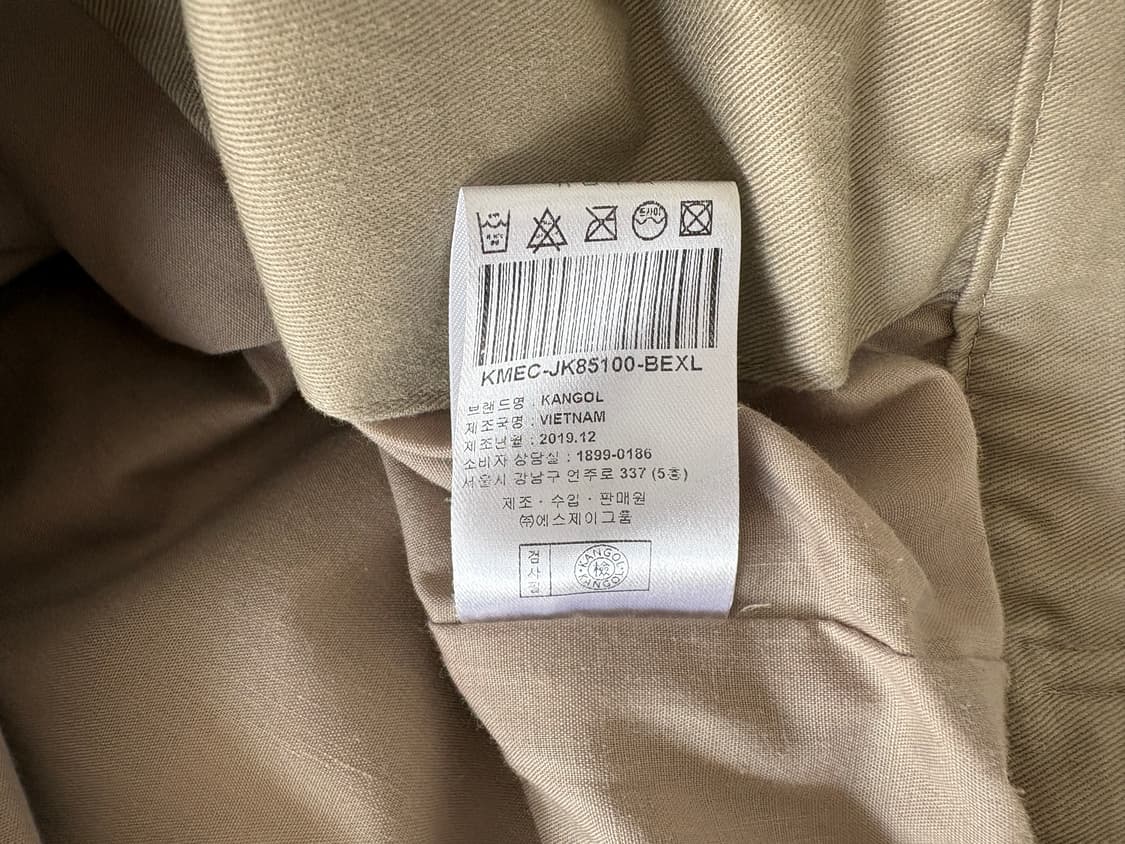 드라이
KMEC-JK85100-BEXL
브랜드명 : KANGOL
제조국명 : VIETNAM
제조년월 : 2019.12
소비자 상담실 : 1899-0186
서울시 강남구 언주로 337 (5층)
제조 · 수입 · 판매원
㈜에스제이그룹
검사필
KANGOL
檢
KANGOL